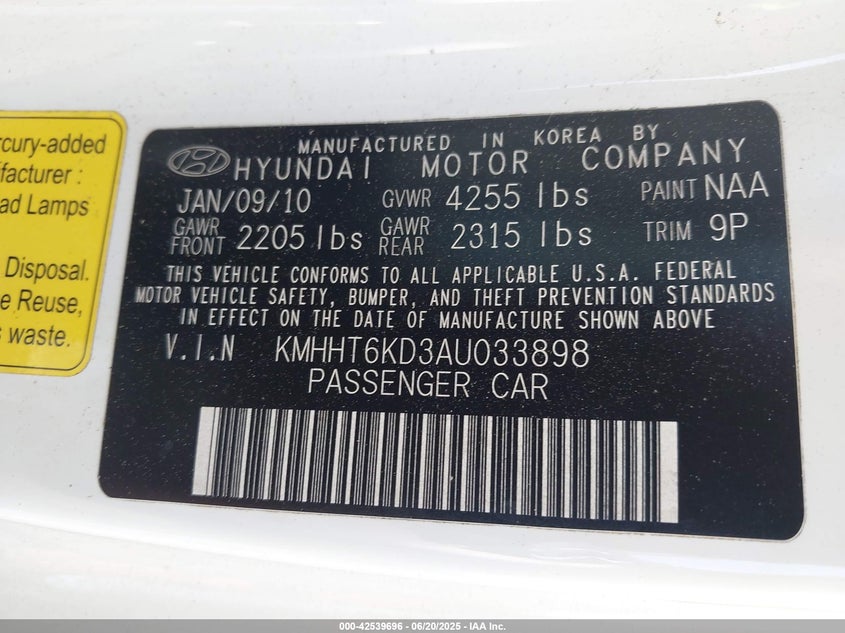 rcury-added
facturer :
ad Lamps
Disposal.
e Reuse,
s waste.
MANUFACTURED IN KOREA BY
HYUNDAI MOTOR COMPANY
JAN/09/10 GVWR 4255 lbs PAINT NAA
GAWR FRONT 2205 lbs GAWR REAR 2315 lbs TRIM 9P
THIS VEHICLE CONFORMS TO ALL APPLICABLE U.S.A. FEDERAL
MOTOR VEHICLE SAFETY, BUMPER, AND THEFT PREVENTION STANDARDS
IN EFFECT ON THE DATE OF MANUFACTURE SHOWN ABOVE
V.I.N KMHHT6KD3AU033898
PASSENGER CAR
000-42539696 - 06/20/2025 - IAA Inc.